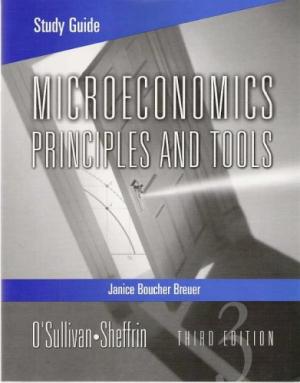 Study Guide
MICROECONOMICS
PRINCIPLES AND TOOLS
Janice Boucher Breuer
O'Sullivan•Sheffrin
THIRD EDITION
3